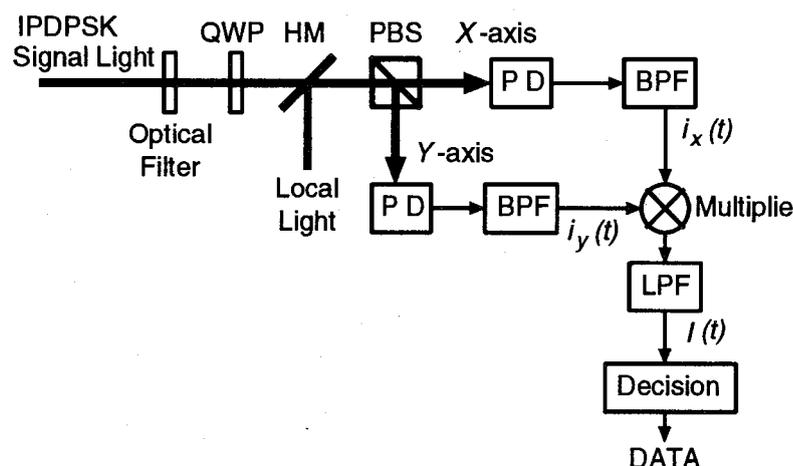 IPDPSK
Signal Light
QWP
HM
PBS
X-axis
P D
BPF
Optical
Filter
Local
Light
Y-axis
i_x (t)
P D
BPF
i_y (t)
Multiplie
LPF
I (t)
Decision
DATA